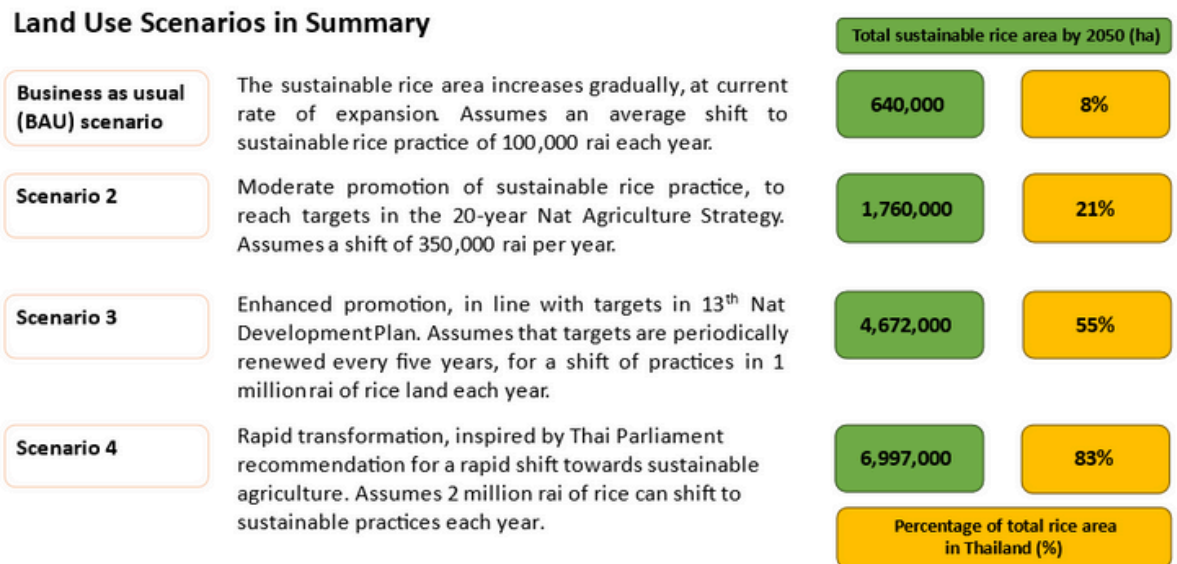 Land Use Scenarios in Summary
Total sustainable rice area by 2050 (ha)
Business as usual
(BAU) scenario
The sustainable rice area increases gradually, at current
rate of expansion. Assumes an average shift to
sustainable rice practice of 100,000 rai each year.
640,000
8%
Scenario 2
Moderate promotion of sustainable rice practice, to
reach targets in the 20-year Nat Agriculture Strategy.
Assumes a shift of 350,000 rai per year.
1,760,000
21%
Scenario 3
Enhanced promotion, in line with targets in 13th Nat
Development Plan. Assumes that targets are periodically
renewed every five years, for a shift of practices in 1
million rai of rice land each year.
4,672,000
55%
Scenario 4
Rapid transformation, inspired by Thai Parliament
recommendation for a rapid shift towards sustainable
agriculture. Assumes 2 million rai of rice can shift to
sustainable practices each year.
6,997,000
83%
Percentage of total rice area
in Thailand (%)